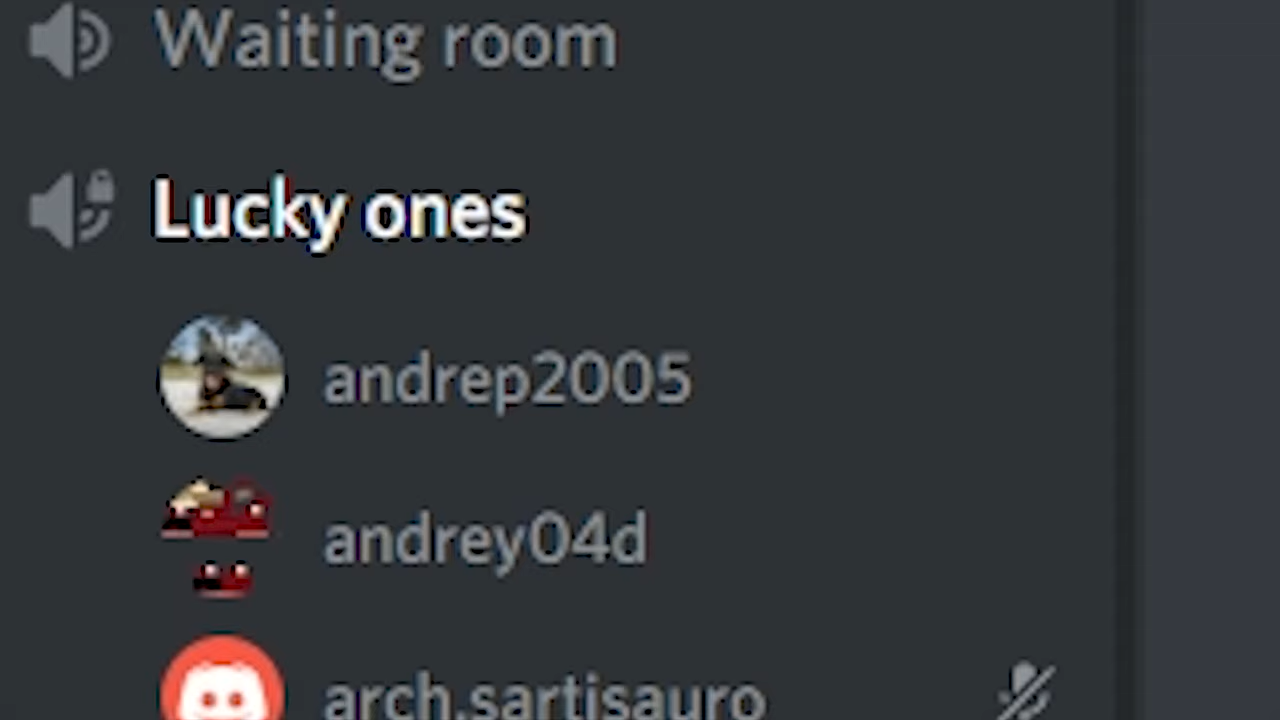 Waiting room
Lucky ones
andrep2005
andrey04d
arch.sartisauro